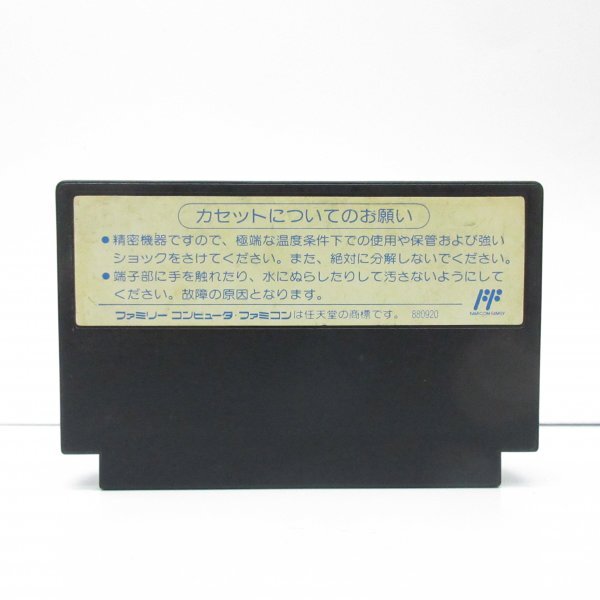 カセットについてのお願い
●精密機器ですので、極端な温度条件下での使用や保管および強い
ショックをさけてください。また、絶対に分解しないでください。
●端子部に手を触れたり、水にぬらしたりして汚さないようにして
ください。故障の原因となります。
ファミリーコンピュータ・ファミコンは任天堂の商標です。 880920
FF
FAMICOM FAMILY